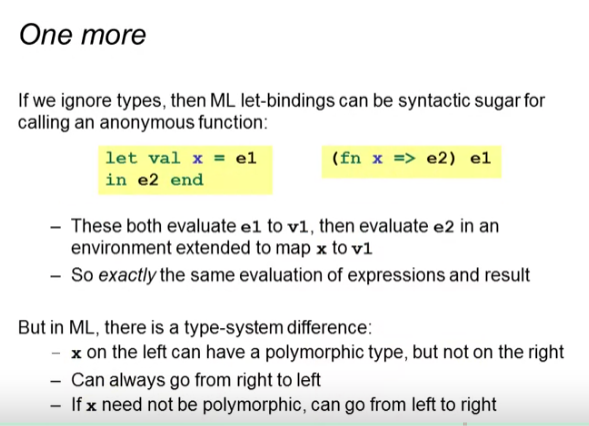 One more
If we ignore types, then ML let-bindings can be syntactic sugar for
calling an anonymous function:
let val x = e1
in e2 end
(fn x => e2) e1
– These both evaluate e1 to v1, then evaluate e2 in an
environment extended to map x to v1
– So exactly the same evaluation of expressions and result
But in ML, there is a type-system difference:
– x on the left can have a polymorphic type, but not on the right
– Can always go from right to left
– If x need not be polymorphic, can go from left to right